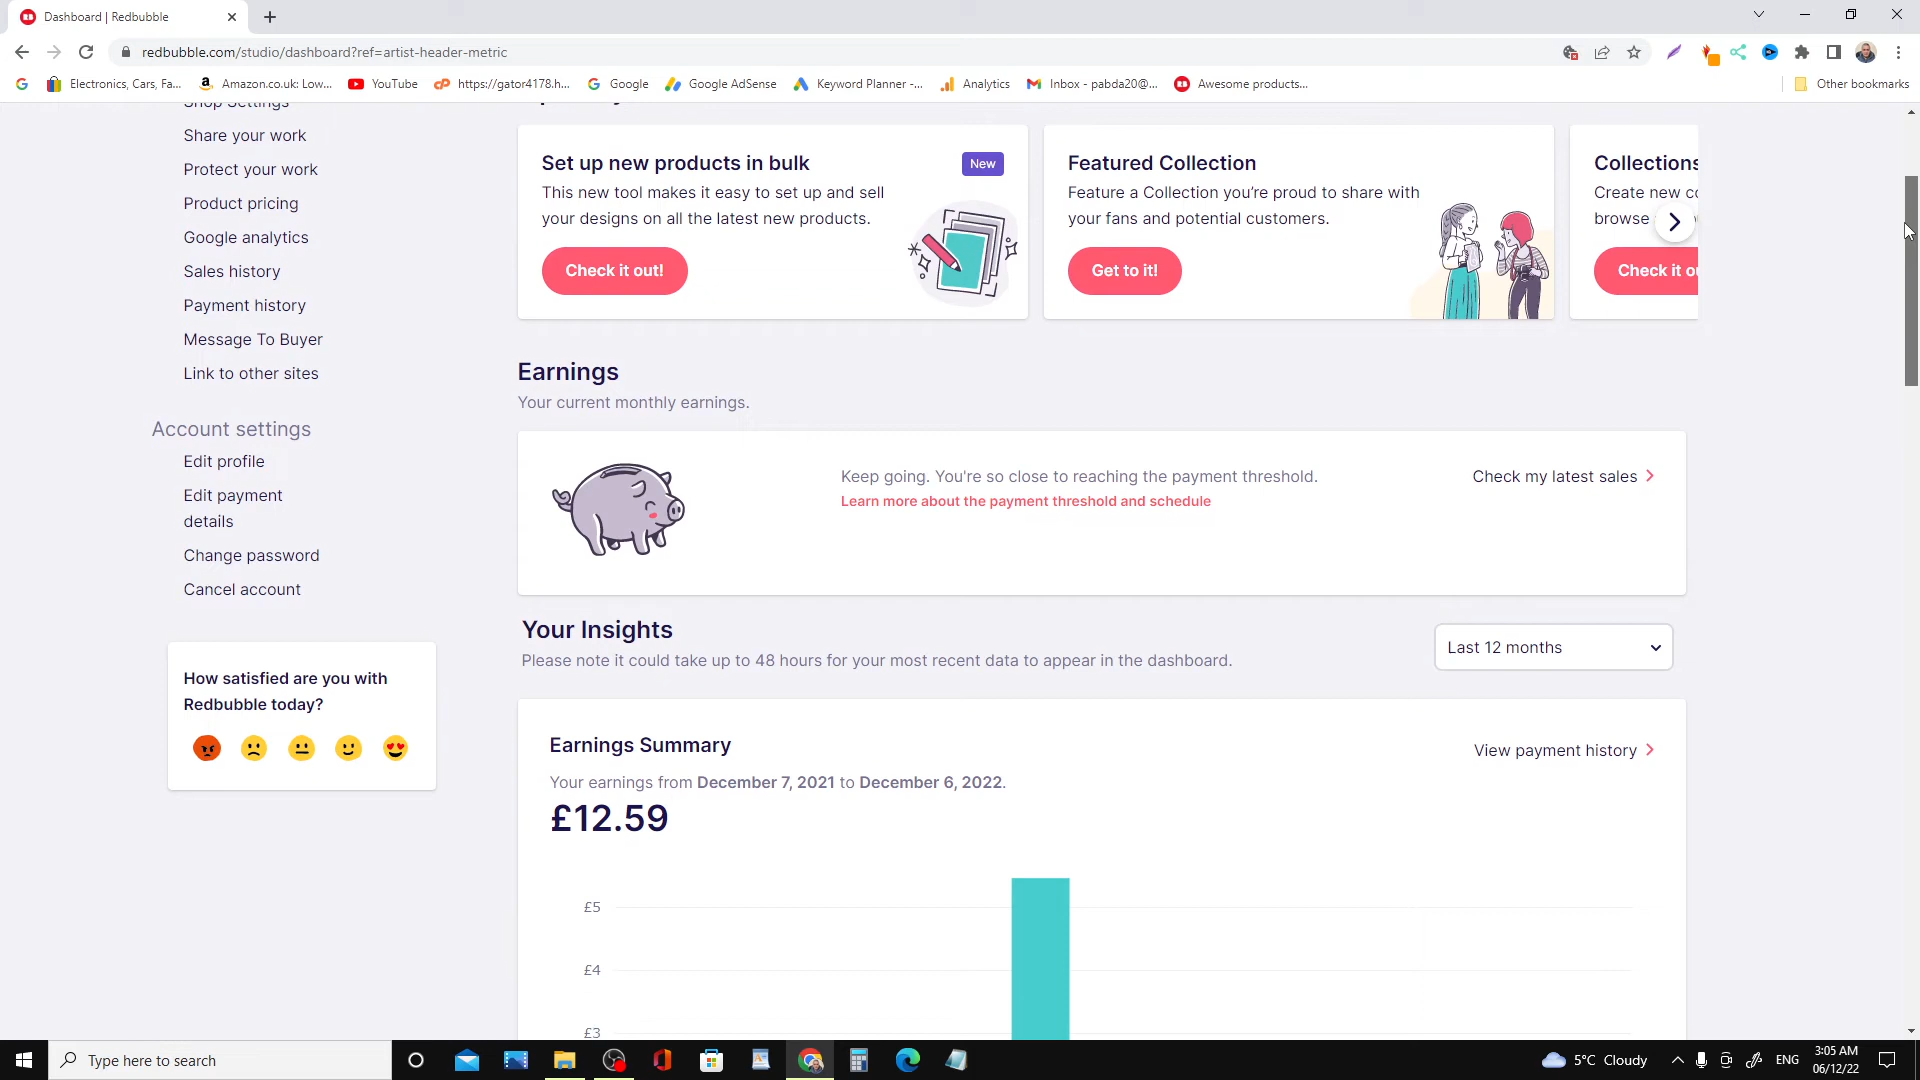 Dashboard | Redbubble
redbubble.com/studio/dashboard?ref=artist-header-metric
Electronics, Cars, Fa...
Amazon.co.uk: Low...
YouTube
https://gator4178.h...
Google
Google AdSense
Keyword Planner -...
Analytics
Inbox - pabda20@...
Awesome products...
Other bookmarks
Shop Settings
Share your work
Protect your work
Product pricing
Google analytics
Sales history
Payment history
Message To Buyer
Link to other sites
Account settings
Edit profile
Edit payment
details
Change password
Cancel account
How satisfied are you with
Redbubble today?
Set up new products in bulk
New
This new tool makes it easy to set up and sell
your designs on all the latest new products.
Check it out!
Featured Collection
Feature a Collection you're proud to share with
your fans and potential customers.
Get to it!
Collections
Create new co
browse
Check it ou
Earnings
Your current monthly earnings.
Keep going. You're so close to reaching the payment threshold.
Learn more about the payment threshold and schedule
Check my latest sales
Your Insights
Please note it could take up to 48 hours for your most recent data to appear in the dashboard.
Last 12 months
Earnings Summary
View payment history
Your earnings from December 7, 2021 to December 6, 2022.
£12.59
£5
£4
£3
Type here to search
5°C Cloudy
ENG
3:05 AM
06/12/22